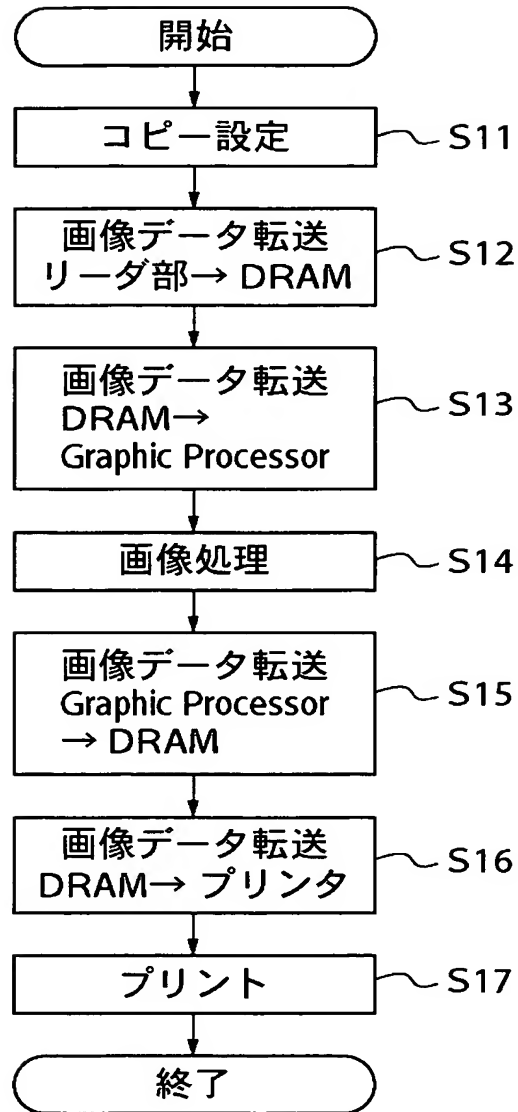 開始
コピー設定
S11
画像データ転送
リーダ部→ DRAM
S12
画像データ転送
DRAM→
Graphic Processor
S13
画像処理
S14
画像データ転送
Graphic Processor
→ DRAM
S15
画像データ転送
DRAM→ プリンタ
S16
プリント
S17
終了